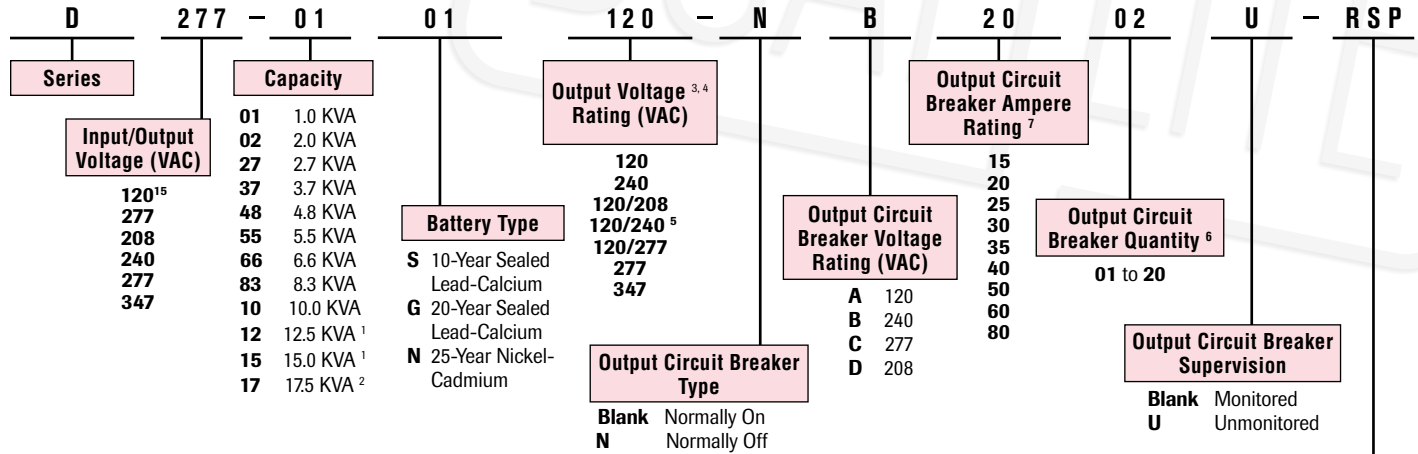 D 277 – 01 01 120 – N B 20 02 U – RSP
Series
Input/Output
Voltage (VAC)
120 15
277
208
240
277
347
Capacity
01 1.0 KVA
02 2.0 KVA
27 2.7 KVA
37 3.7 KVA
48 4.8 KVA
55 5.5 KVA
66 6.6 KVA
83 8.3 KVA
10 10.0 KVA
12 12.5 KVA 1
15 15.0 KVA 1
17 17.5 KVA 2
Battery Type
S 10-Year Sealed
Lead-Calcium
G 20-Year Sealed
Lead-Calcium
N 25-Year Nickel-
Cadmium
Output Voltage 3, 4
Rating (VAC)
120
240
120/208
120/240 5
120/277
277
347
Output Circuit Breaker
Type
Blank Normally On
N Normally Off
Output Circuit
Breaker Voltage
Rating (VAC)
A 120
B 240
C 277
D 208
Output Circuit
Breaker Ampere
Rating 7
15
20
25
30
35
40
50
60
80
Output Circuit
Breaker Quantity 6
01 to 20
Output Circuit Breaker
Supervision
Blank Monitored
U Unmonitored